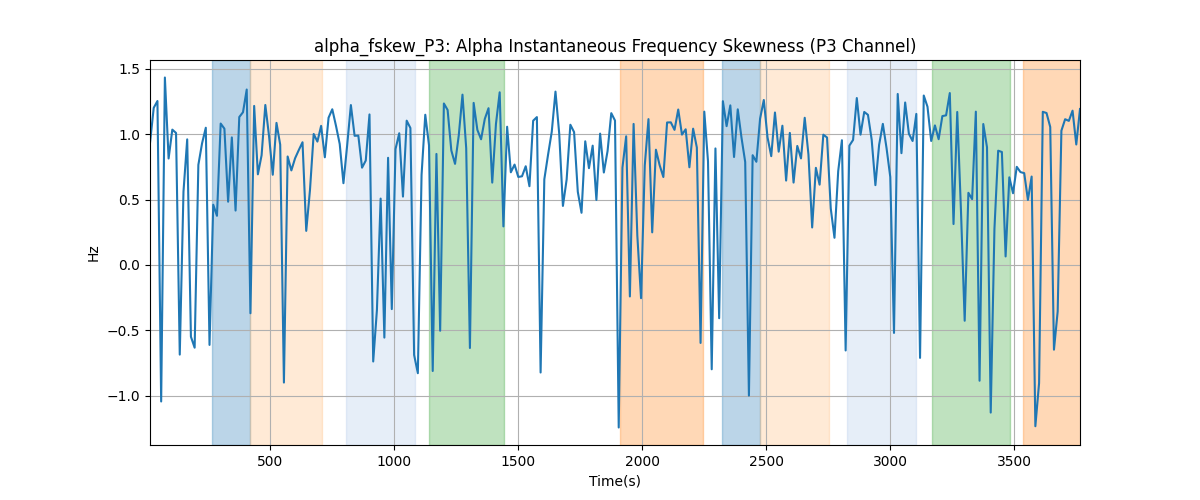 alpha_fskew_P3: Alpha Instantaneous Frequency Skewness (P3 Channel)
1.5
1.0
0.5
0.0
−0.5
−1.0
Hz
500 1000 1500 2000 2500 3000 3500
Time(s)